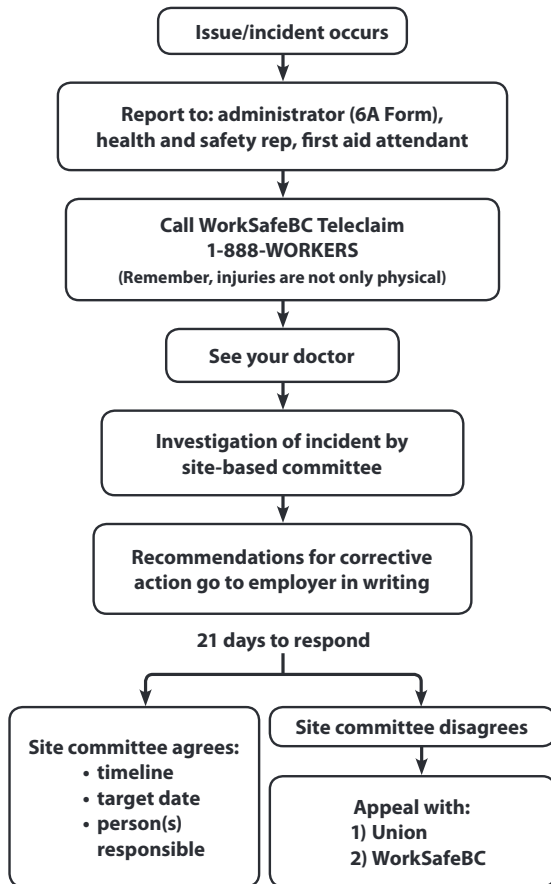 Issue/incident occurs
Report to: administrator (6A Form),
health and safety rep, first aid attendant
Call WorkSafeBC Teleclaim
1-888-WORKERS
(Remember, injuries are not only physical)
See your doctor
Investigation of incident by
site-based committee
Recommendations for corrective
action go to employer in writing
21 days to respond
Site committee agrees:
• timeline
• target date
• person(s)
responsible
Site committee disagrees
Appeal with:
1) Union
2) WorkSafeBC